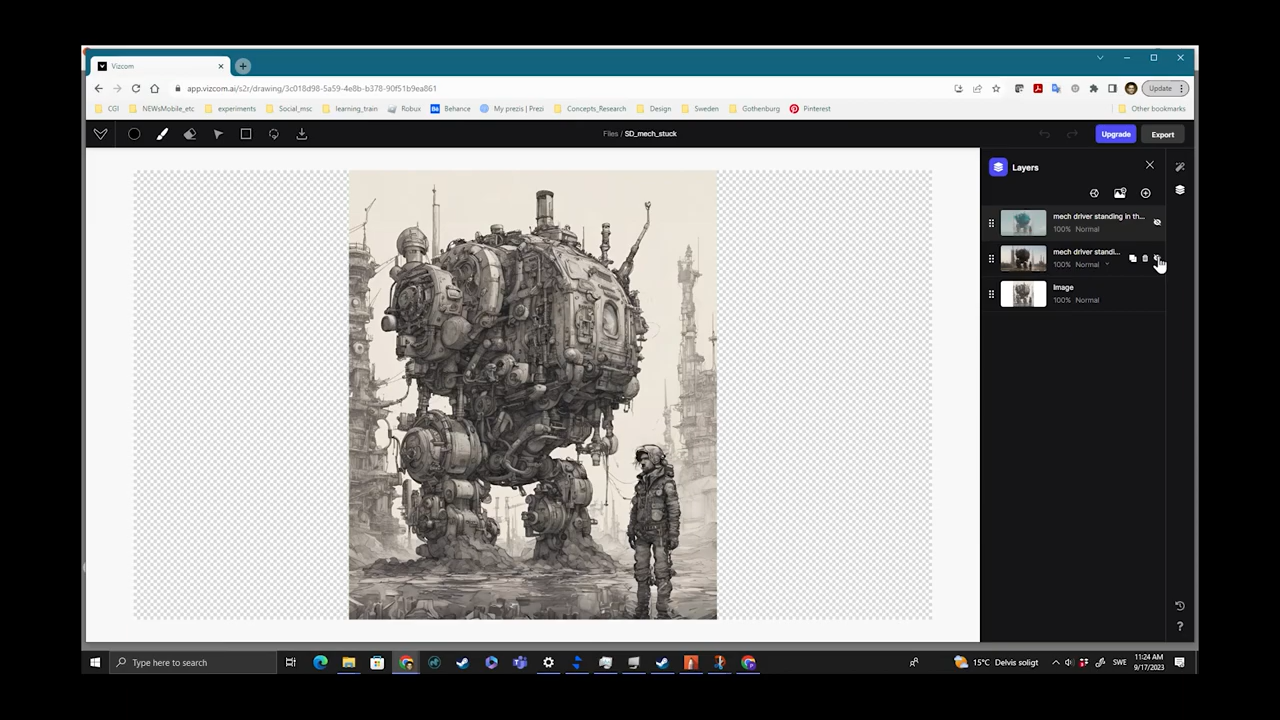 Vizcom
app.vizcom.ai/s2r/drawing/3c018d98-5a59-4e8b-b378-90f51b9ea861
Update
CGI NEWsMobile_etc experiments Social_msc learning_train Robux Behance My prezis | Prezi Concepts_Research Design Sweden Gothenburg Pinterest Other bookmarks
Files / SD_mech_stuck
Upgrade Export
Layers
mech driver standing in th...
100% Normal
mech driver standi...
100% Normal
Image
100% Normal
Type here to search
15°C Delvis soligt
SWE
11:24 AM
9/17/2023